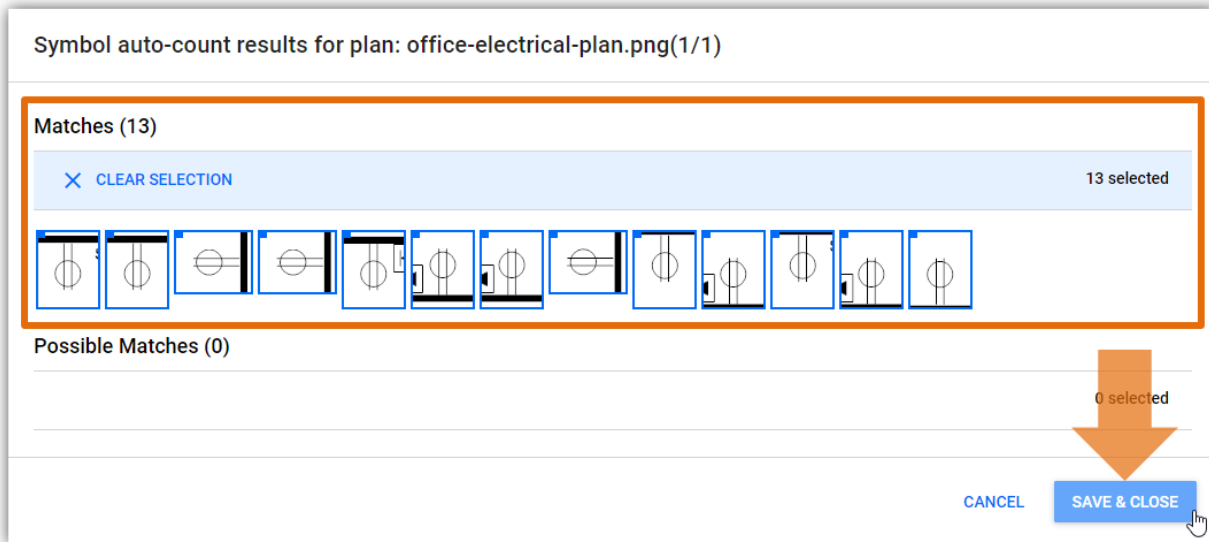 Symbol auto-count results for plan: office-electrical-plan.png(1/1)
Matches (13)
CLEAR SELECTION
13 selected
Possible Matches (0)
0 selected
CANCEL
SAVE & CLOSE